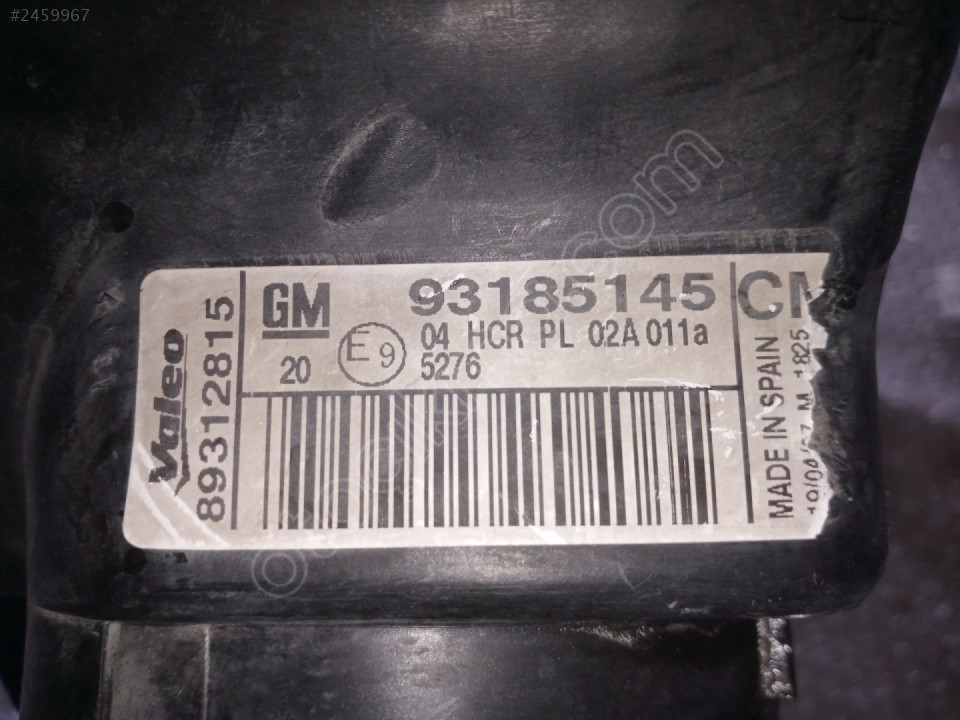 #2459967
Valeo
89312815
GM
93185145
20
E9
04 HCR PL 02A 011a
5276
MADE IN SPAIN